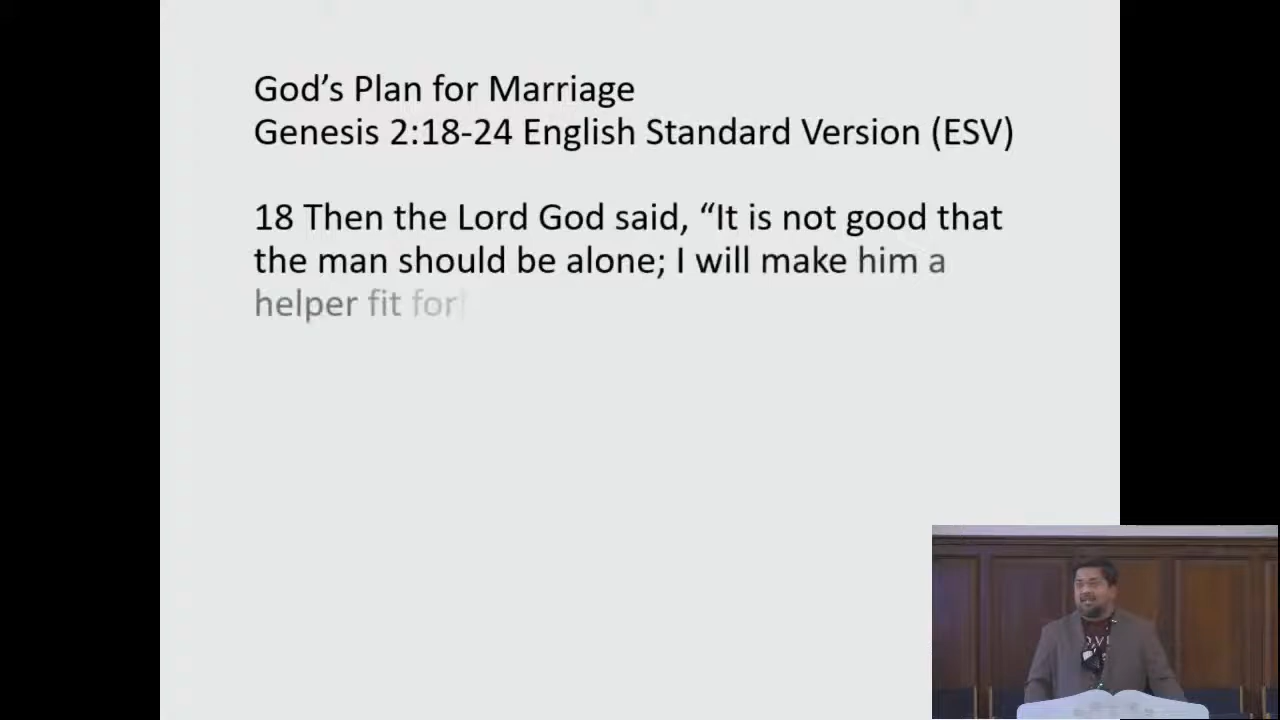 God’s Plan for Marriage
Genesis 2:18-24 English Standard Version (ESV)
18 Then the Lord God said, “It is not good that
the man should be alone; I will make him a
helper fit for